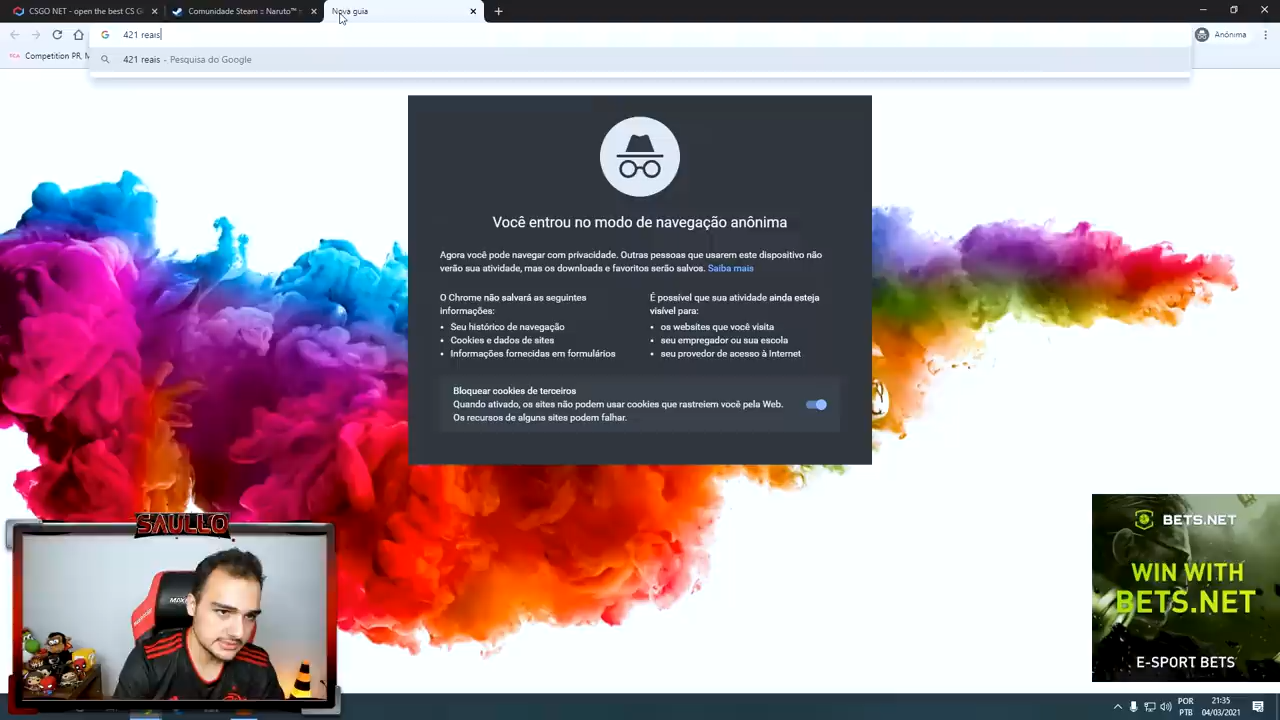 CSGO NET - open the best CS G
Comunidade Steam :: Naruto™
Nova guia
421 reais
Anônima
Competition PR, M
421 reais - Pesquisa do Google
Você entrou no modo de navegação anônima
Agora você pode navegar com privacidade. Outras pessoas que usarem este dispositivo não
verão sua atividade, mas os downloads e favoritos serão salvos. Saiba mais
O Chrome não salvará as seguintes
informações:
• Seu histórico de navegação
• Cookies e dados de sites
• Informações fornecidas em formulários
É possível que sua atividade ainda esteja
visível para:
• os websites que você visita
• seu empregador ou sua escola
• seu provedor de acesso à Internet
Bloquear cookies de terceiros
Quando ativado, os sites não podem usar cookies que rastreiem você pela Web.
Os recursos de alguns sites podem falhar.
SAULLO
BETS.NET
WIN WITH
BETS.NET
E-SPORT BETS
POR
PTB
21:35
04/03/2021